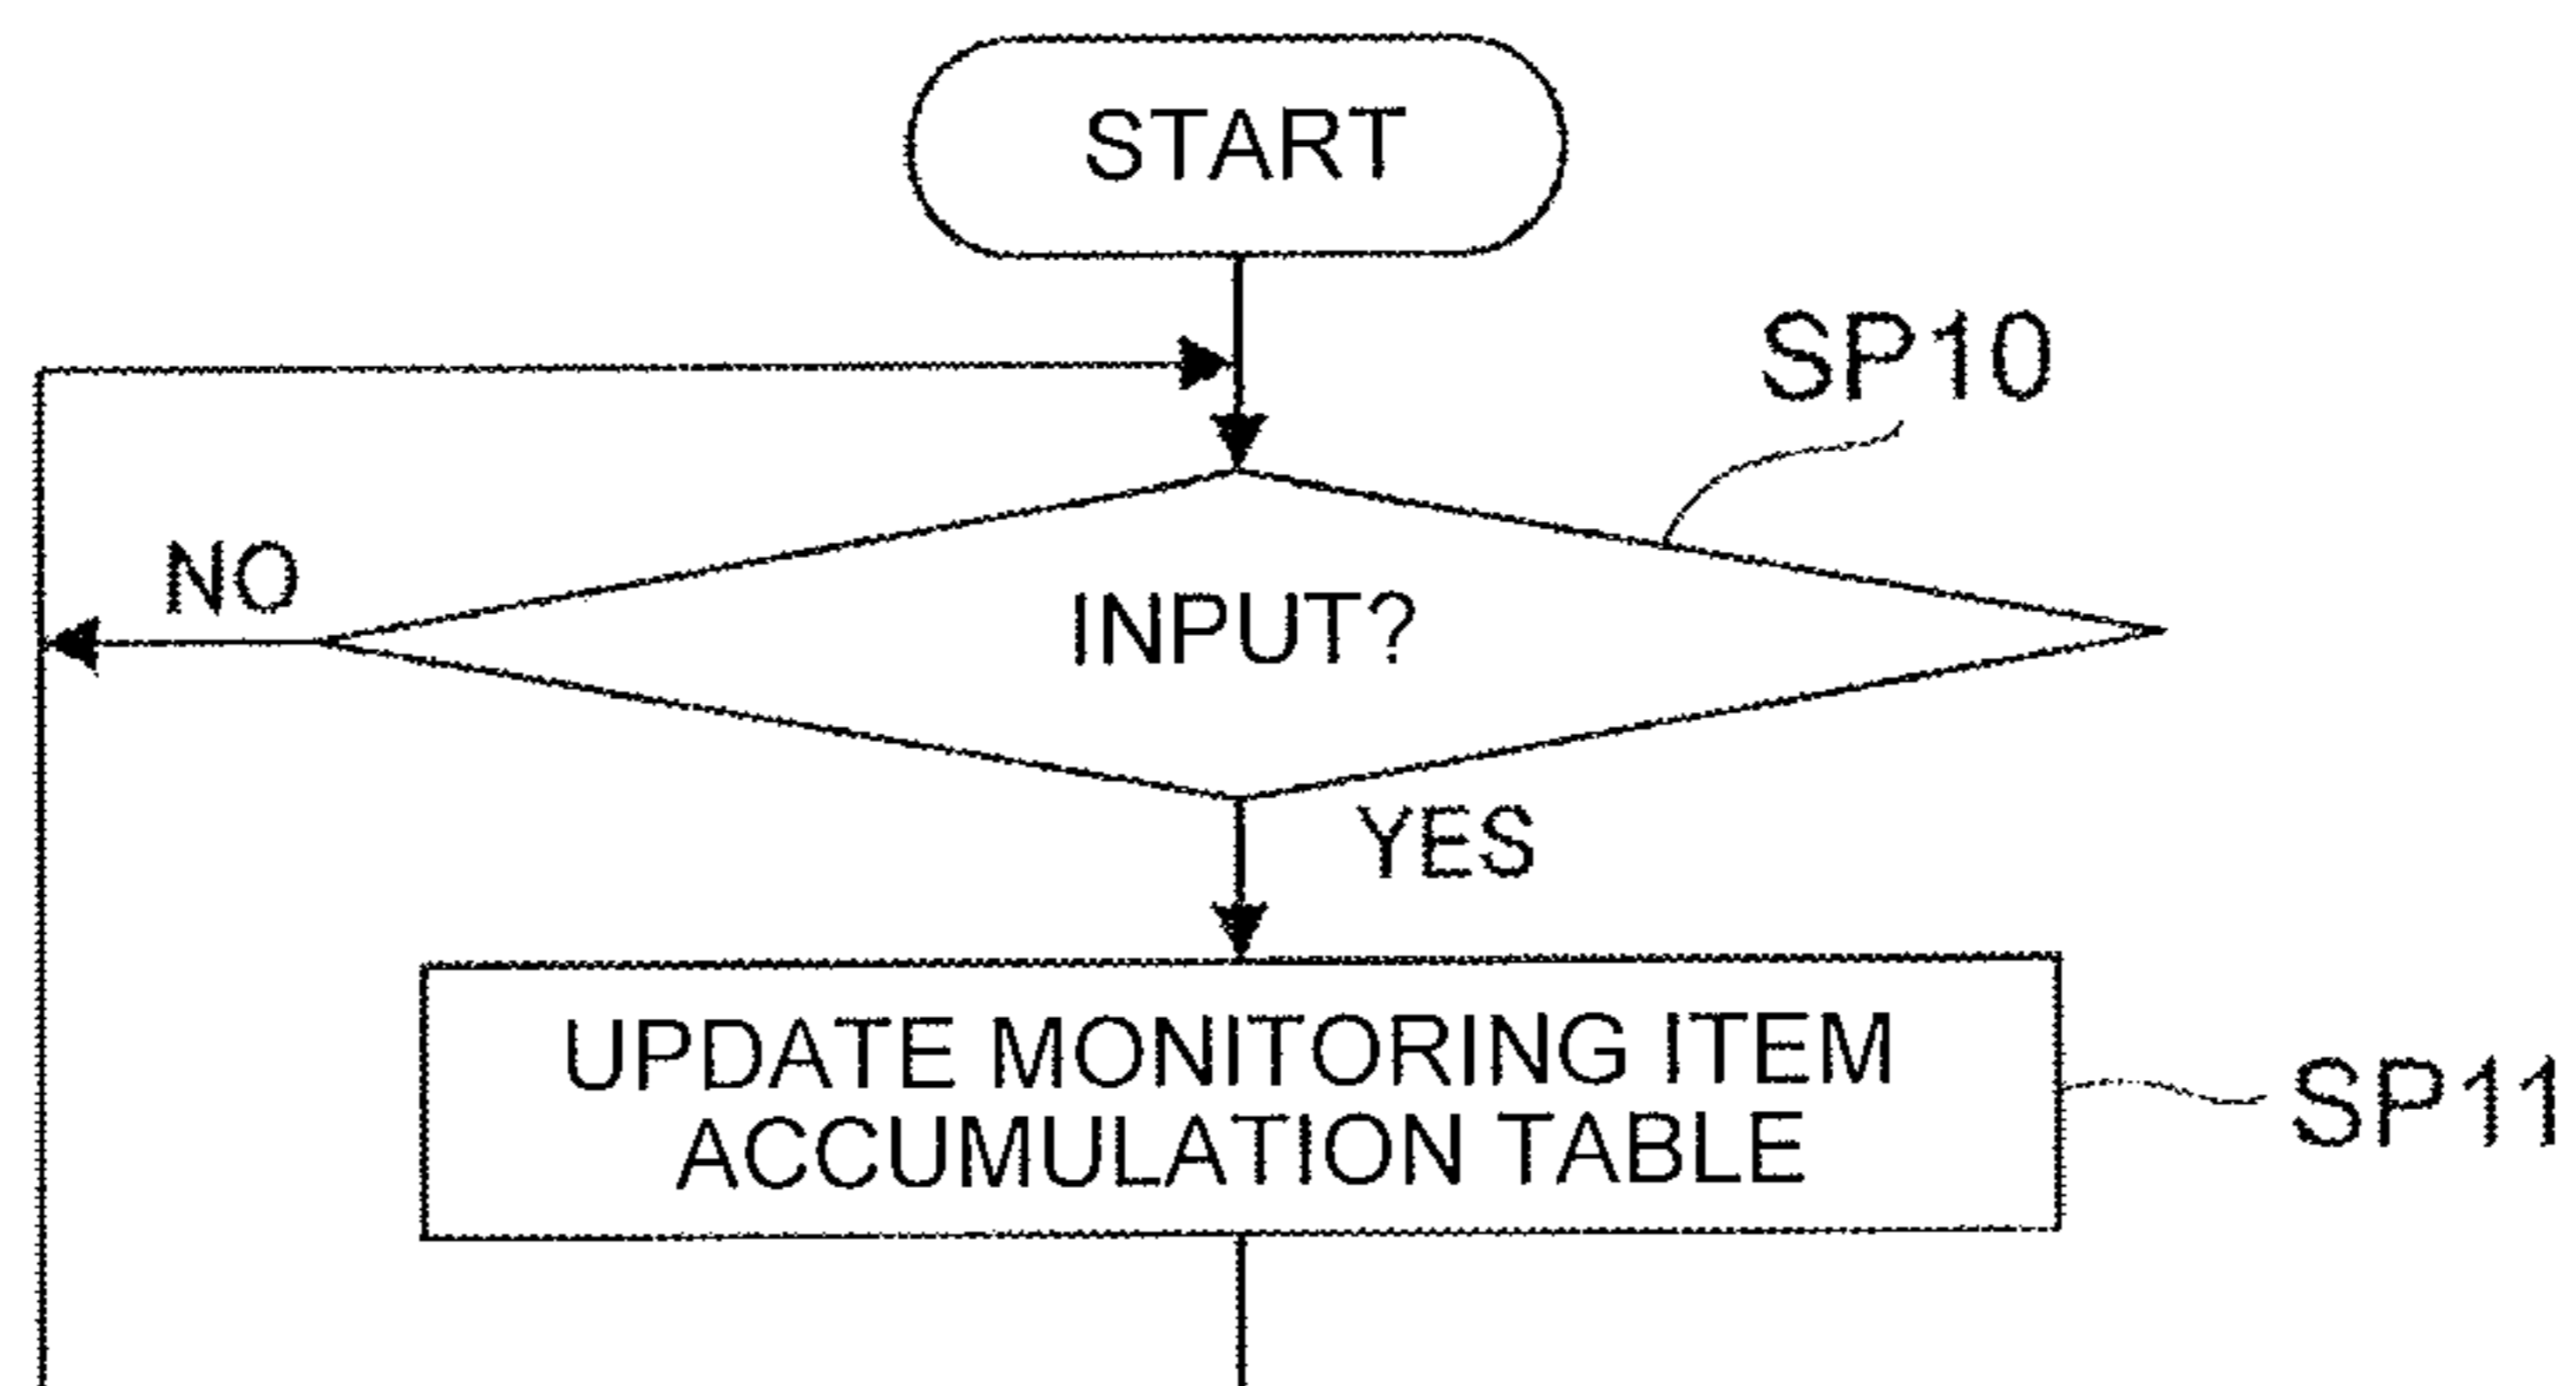 START
SP10
NO
INPUT?
YES
UPDATE MONITORING ITEM
ACCUMULATION TABLE
SP11